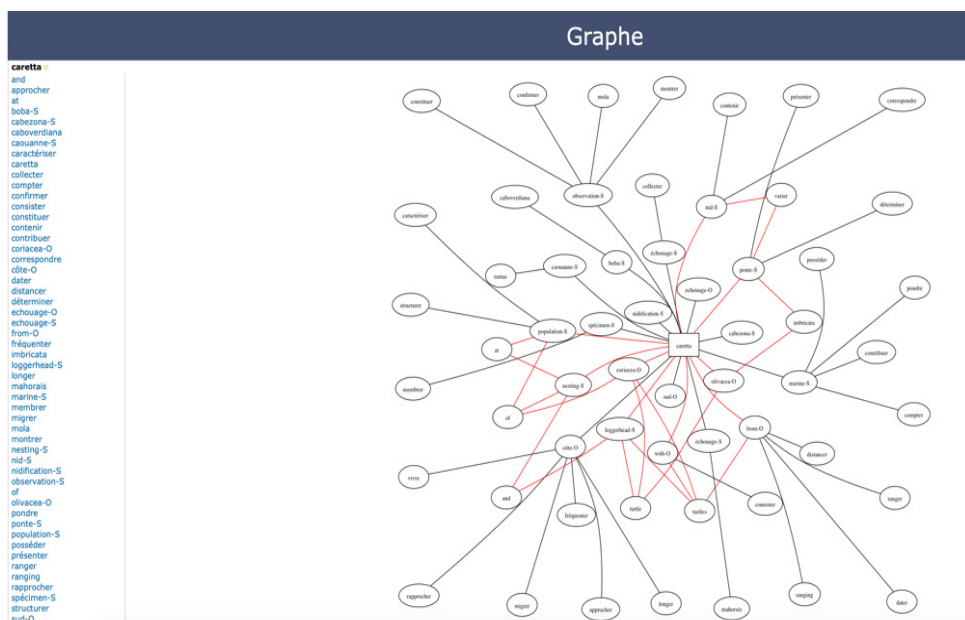 Graphe
caretta
and
approcher
at
boba-S
cabezona-S
caboverdiana
caouanne-S
caractériser
caretta
collecter
compter
confirmer
consister
constituer
contenir
contribuer
coriacea-O
correspondre
côte-O
dater
distancer
déterminer
echouage-O
echouage-S
from-O
fréquenter
imbricata
loggerhead-S
longer
mahorais
marine-S
membrer
migrer
mola
montrer
nesting-S
nid-S
nidification-S
observation-S
of
olivacea-O
pondre
ponte-S
population-S
posséder
présenter
ranger
ranging
rapprocher
spécimen-S
structurer
sud-O
constituer
confirmer
mola
montrer
contenir
présenter
correspondre
caboverdiana
observation-S
collecter
nid-S
varier
déterminer
caractériser
tortue
caouanne-S
boba-S
échouage-S
echouage-O
ponte-S
posséder
pondre
structurer
population-S
spécimen-S
nidification-S
caretta
cabezona-S
imbricata
contribuer
at
membrer
nesting-S
coriacea-O
sud-O
olivacea-O
marine-S
compter
of
loggerhead-S
echouage-S
from-O
côte-O
with-O
distancer
vivre
and
fréquenter
turtle
turtles
consister
ranger
rapprocher
migrer
approcher
longer
mahorais
ranging
dater